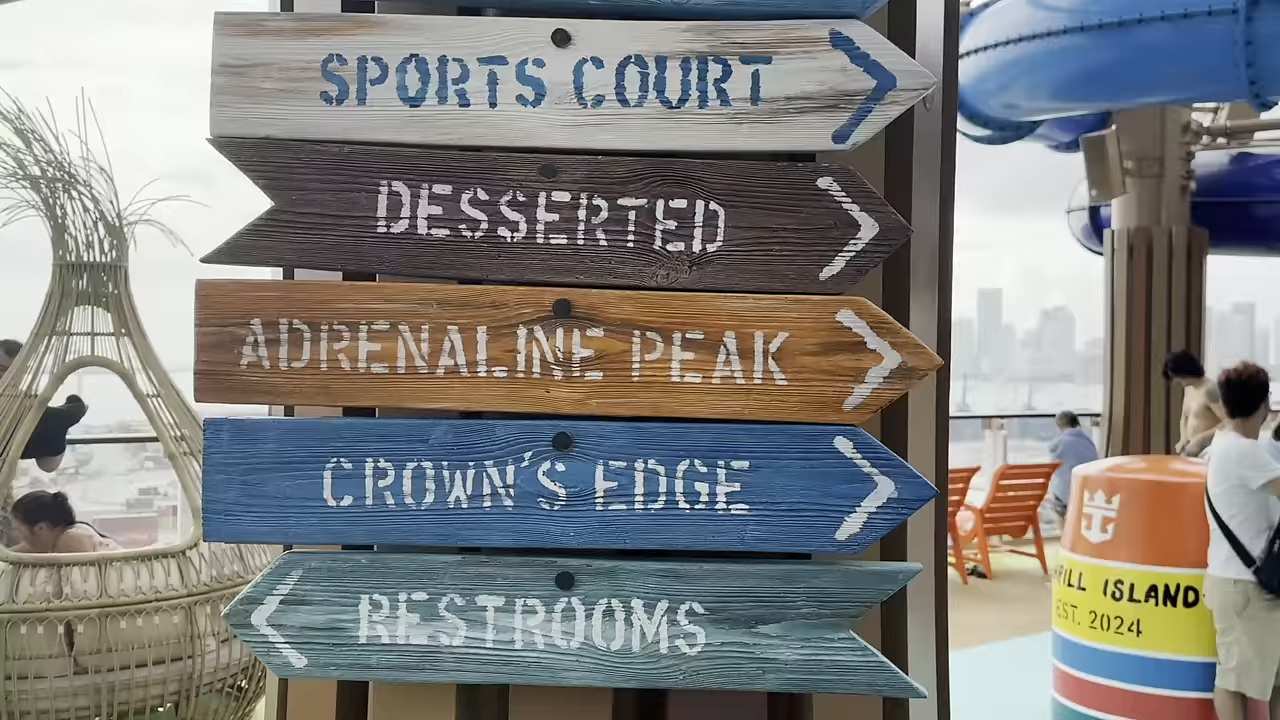 SPORTS COURT
DESSERTED
ADRENALINE PEAK
CROWN'S EDGE
RESTROOMS
ISLAND
EST. 2024